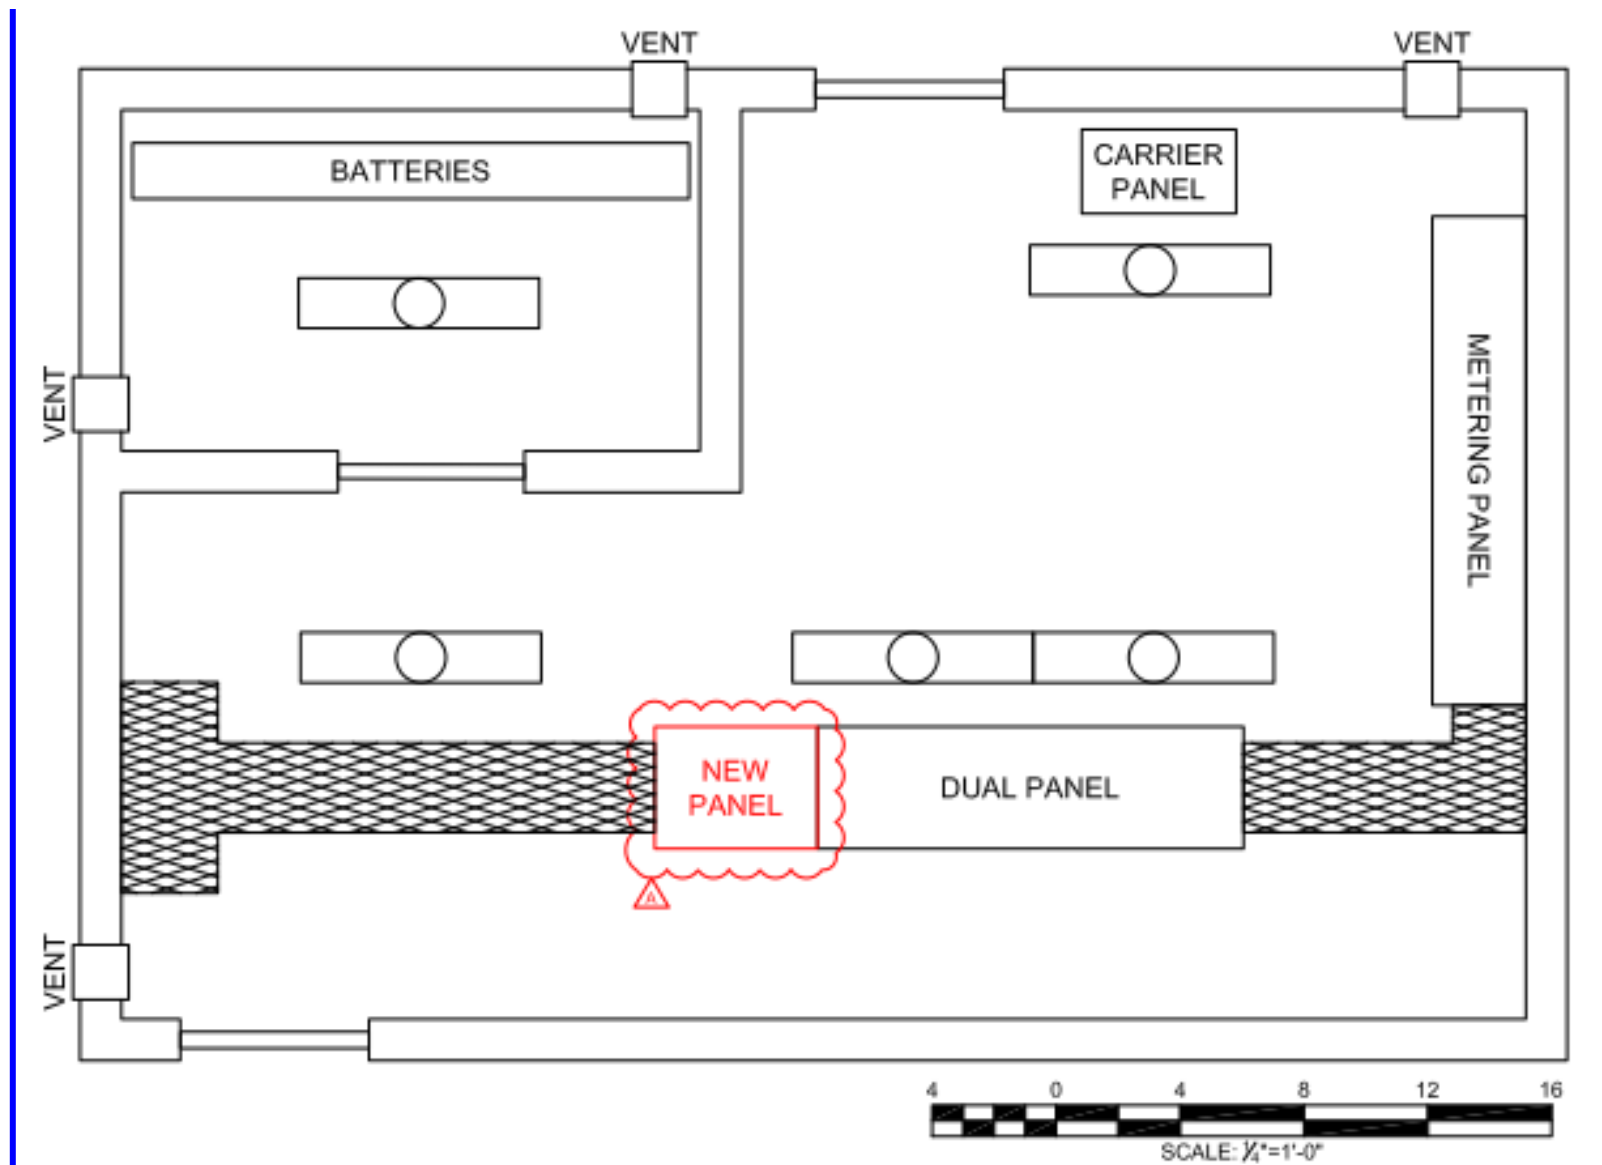 VENT
VENT
BATTERIES
CARRIER
PANEL
VENT
METERING PANEL
NEW
PANEL
DUAL PANEL
A
VENT
4 0 4 8 12 16
SCALE: ¼"=1'-0"